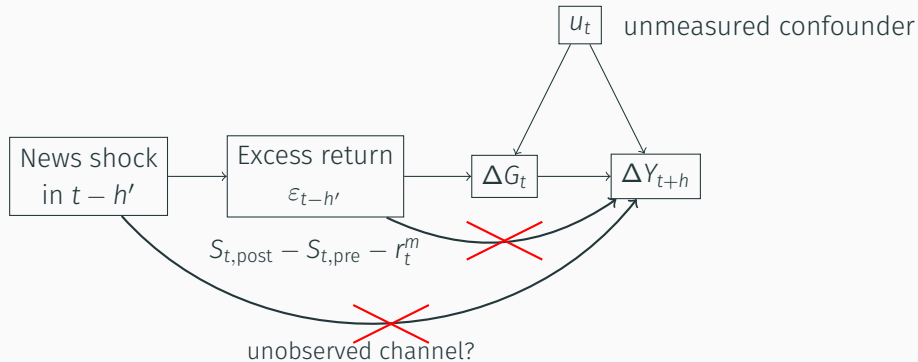 u_t
unmeasured confounder
News shock
in t − h′
Excess return
ε_{t−h′}
ΔG_t
ΔY_{t+h}
S_{t,post} − S_{t,pre} − r_t^m
unobserved channel?